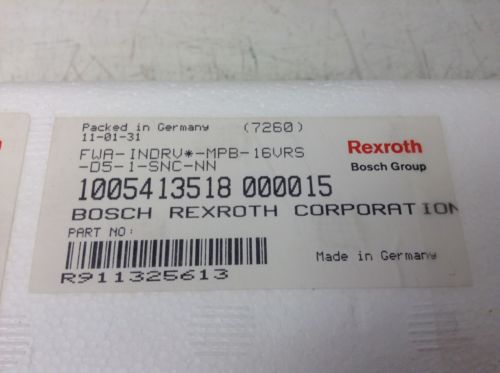 Packed in Germany (7260)
11-01-31
FWA-INDRV*-MPB-16VRS
-D5-1-SNC-NN
Rexroth
Bosch Group
1005413518 000015
BOSCH REXROTH CORPORATION
PART NO:
R911325613
Made in Germany